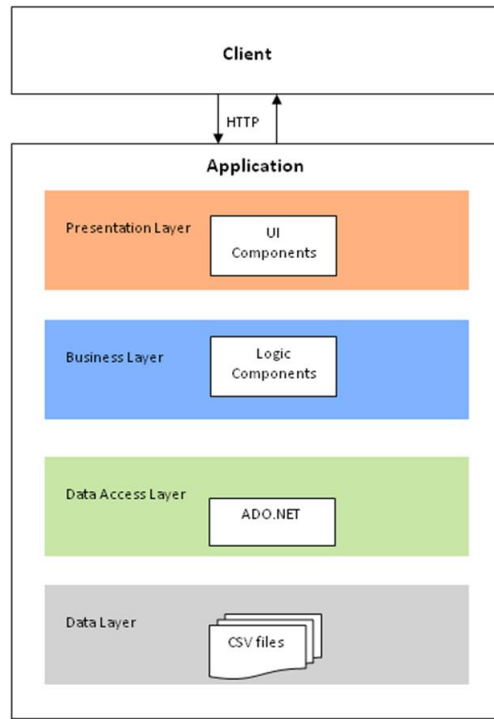 Client
HTTP
Application
Presentation Layer
UI
Components
Business Layer
Logic
Components
Data Access Layer
ADO.NET
Data Layer
CSV files